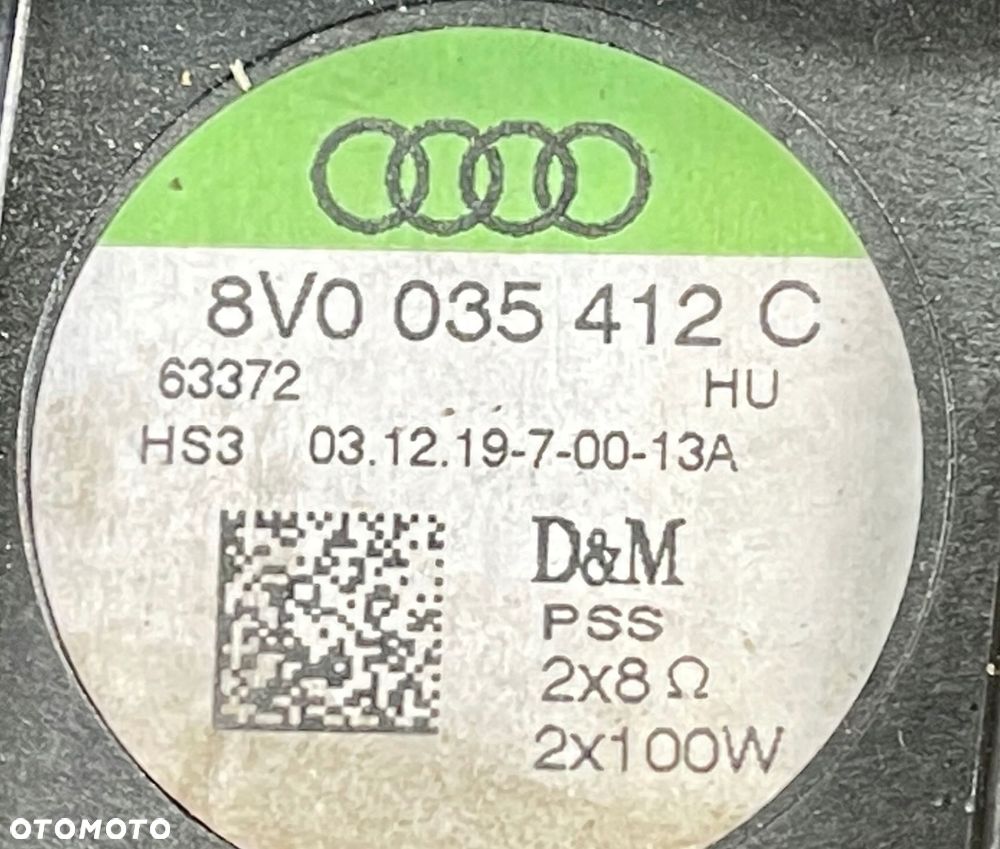 8V0 035 412 C
63372 HU
HS3 03.12.19-7-00-13A
D&M
PSS
2x8 Ω
2x100W
OTOMOTO